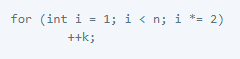 for (int i = 1; i < n; i *= 2)
        ++k;